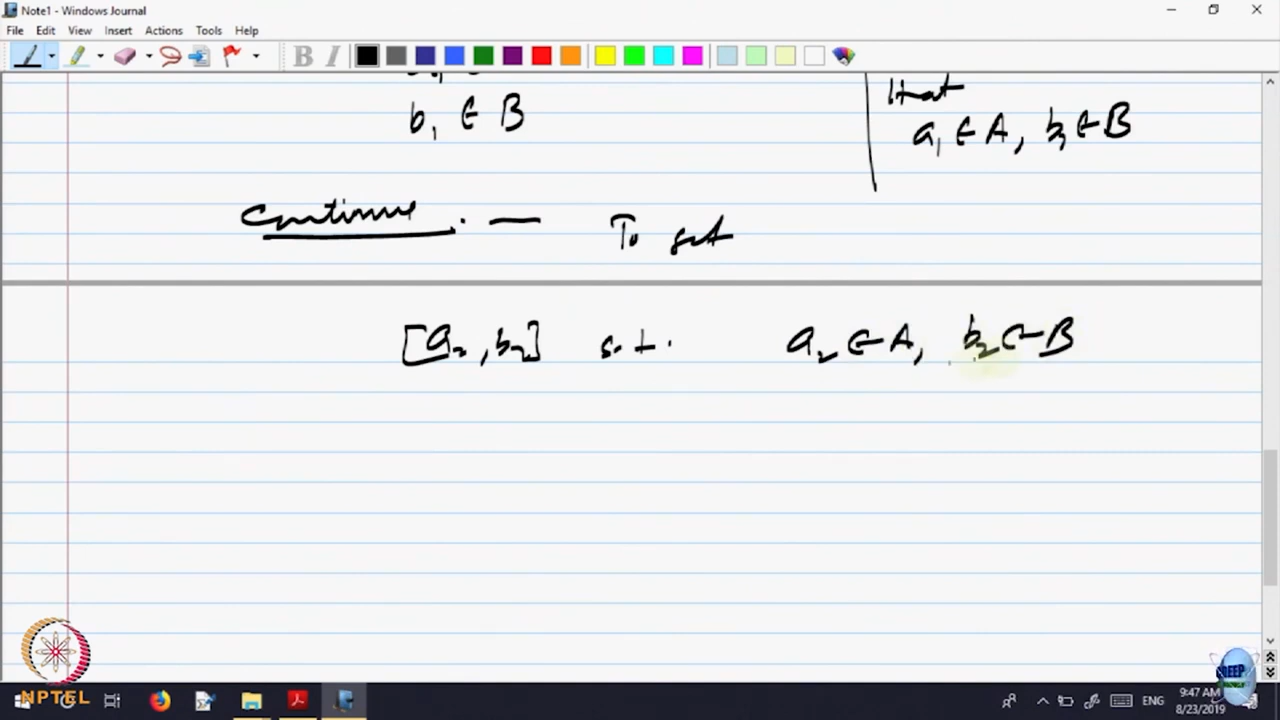 Note1 - Windows Journal
File Edit View Insert Actions Tools Help
b₁ ∈ B
that
a₁ ∈ A, b₁ ∈ B
Continue . — To get
[a₂, b₂] s.t. a₂ ∈ A, b₂ ∈ B
NPTEL
CREEP
ENG
9:47 AM
8/23/2019